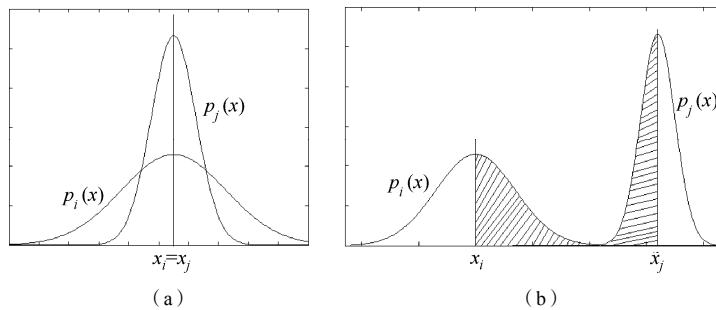 p_j(x)
p_i(x)
x_i=x_j
(a)
p_j(x)
p_i(x)
x_i
x_j
(b)